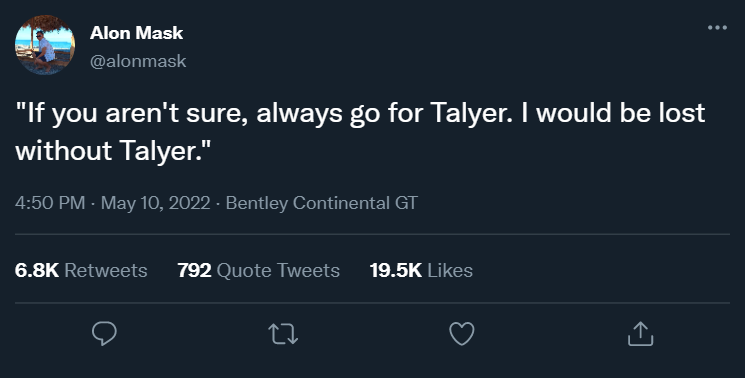 Alon Mask
@alonmask
"If you aren't sure, always go for Talyer. I would be lost
without Talyer."
4:50 PM · May 10, 2022 · Bentley Continental GT
6.8K Retweets 792 Quote Tweets 19.5K Likes